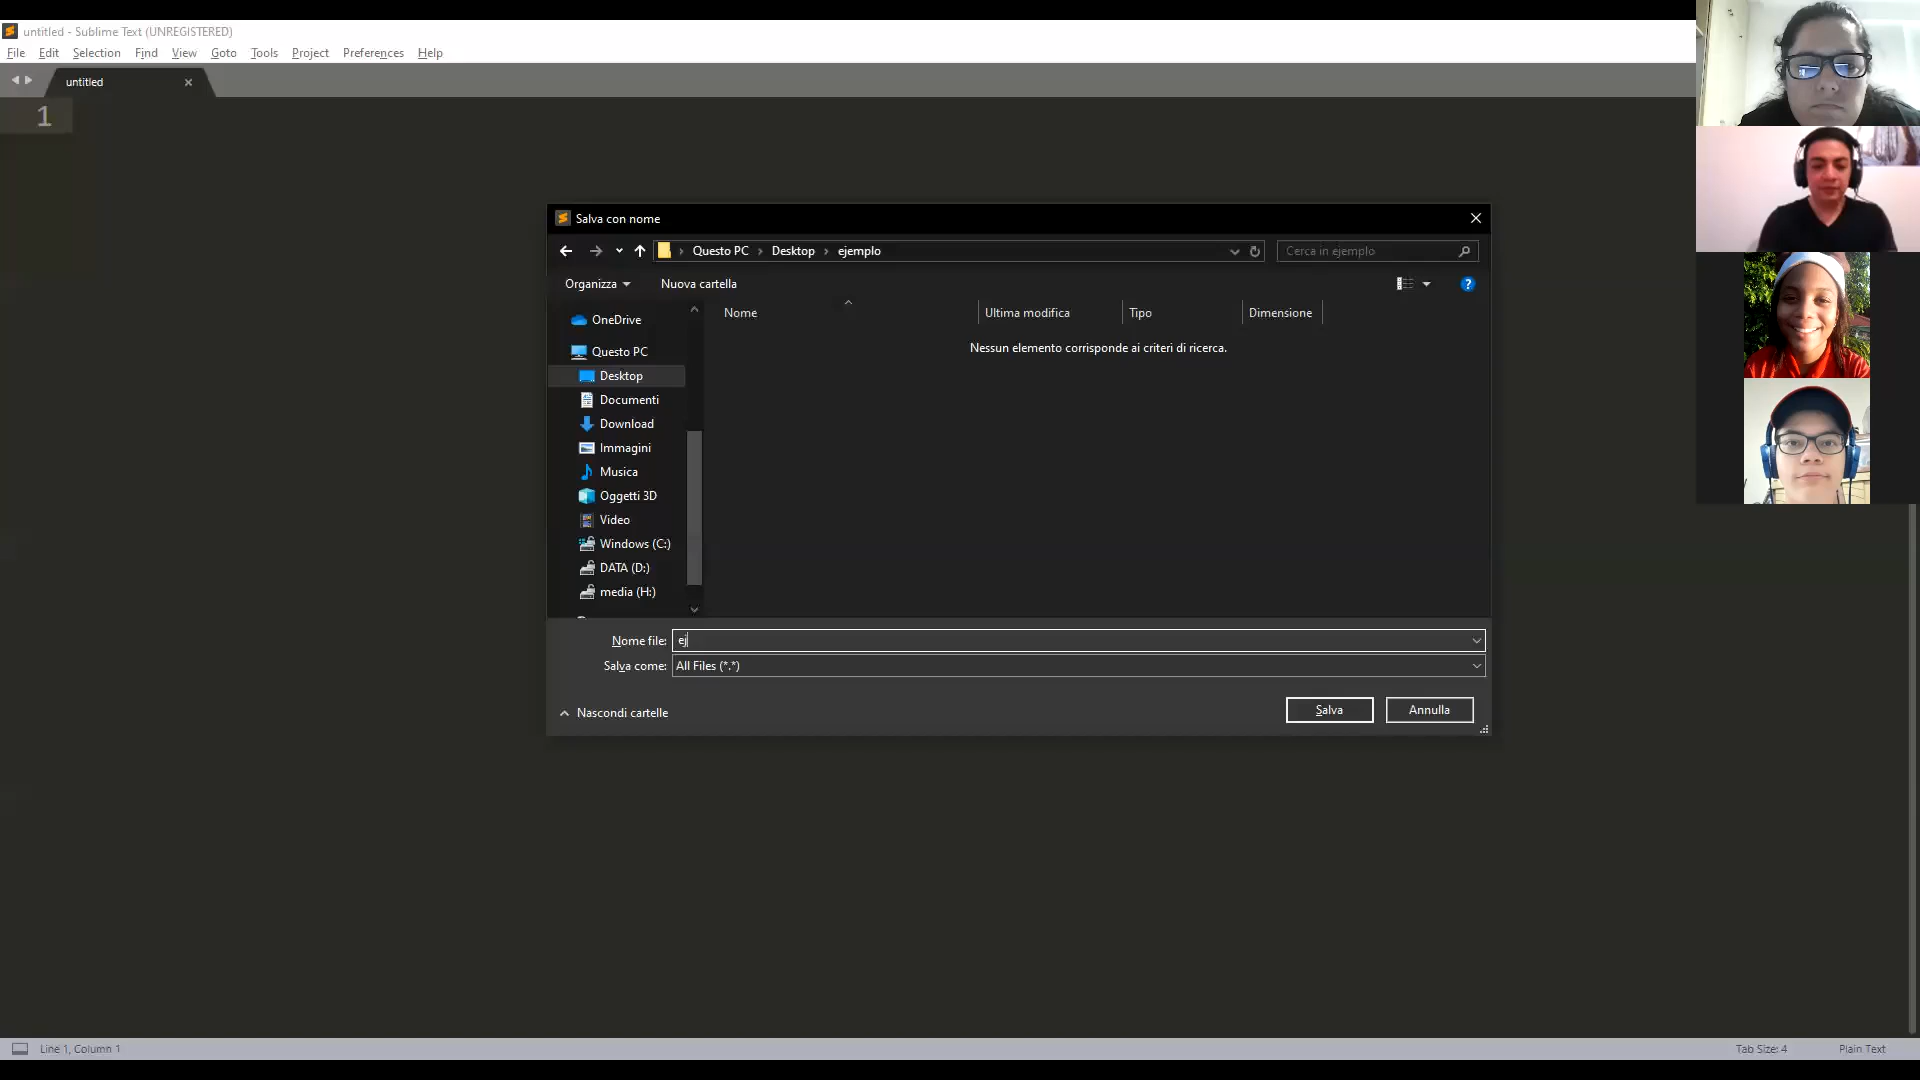 untitled - Sublime Text (UNREGISTERED)
File Edit Selection Find View Goto Tools Project Preferences Help
untitled
1
Salva con nome
Questo PC Desktop ejemplo
Cerca in ejemplo
Organizza Nuova cartella
Nome Ultima modifica Tipo Dimensione
Nessun elemento corrisponde ai criteri di ricerca.
OneDrive
Questo PC
Desktop
Documenti
Download
Immagini
Musica
Oggetti 3D
Video
Windows (C:)
DATA (D:)
media (H:)
Nome file: ej
Salva come: All Files (*.*)
Nascondi cartelle
Salva Annulla
Line 1, Column 1
Tab Size: 4 Plain Text